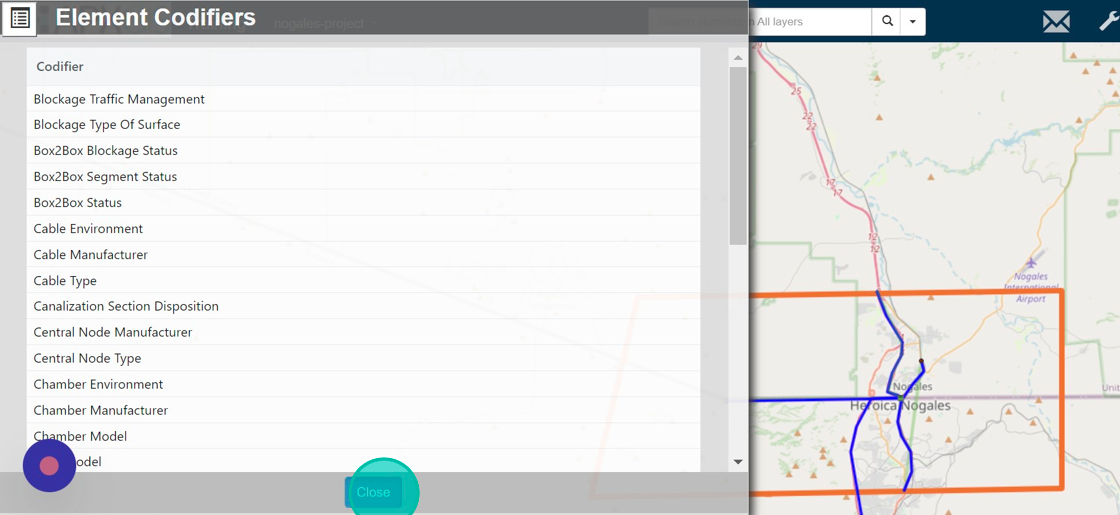 Element Codifiers
nogales-project
All layers
Codifier
Blockage Traffic Management
Blockage Type Of Surface
Box2Box Blockage Status
Box2Box Segment Status
Box2Box Status
Cable Environment
Cable Manufacturer
Cable Type
Canalization Section Disposition
Central Node Manufacturer
Central Node Type
Chamber Environment
Chamber Manufacturer
Chamber Model
odel
Close
29
25
22
22
17
17
12
12
Nogales
International
Airport
Nogales
Heroica Nogales
Unit